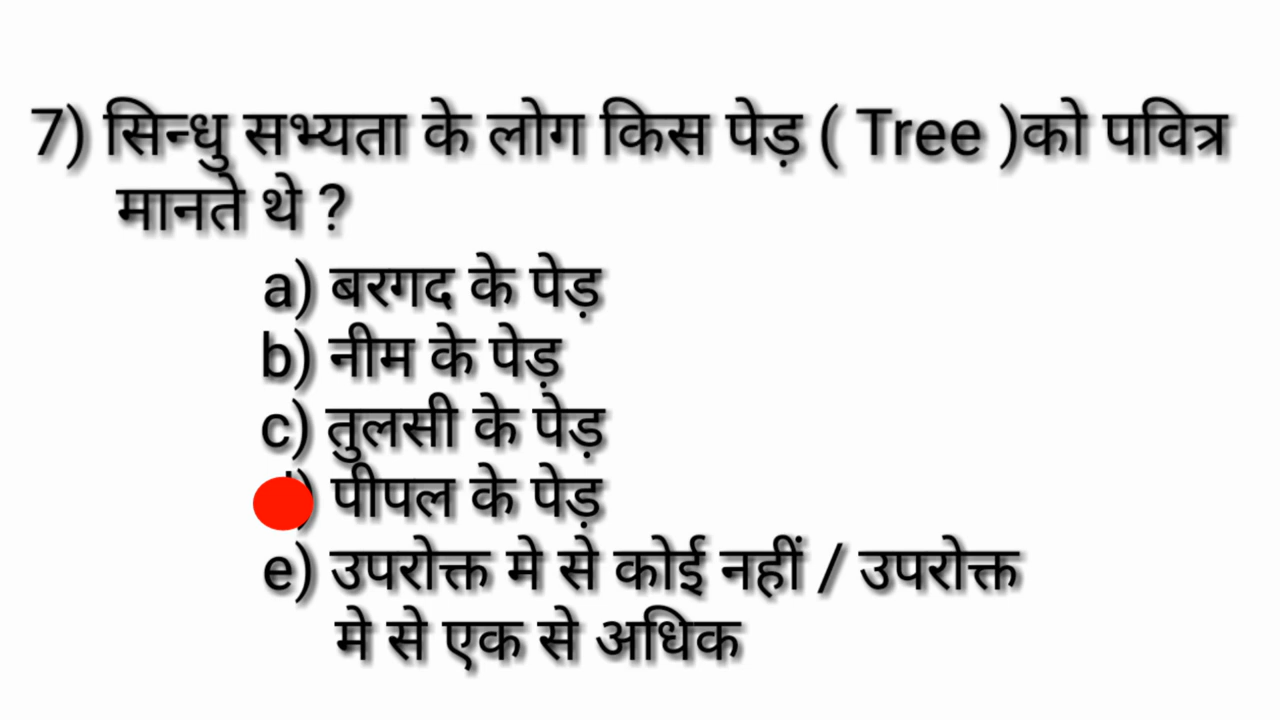 7) सिन्धु सभ्यता के लोग किस पेड़ ( Tree )को पवित्र
मानते थे ?
a) बरगद के पेड़
b) नीम के पेड़
c) तुलसी के पेड़
) पीपल के पेड़
e) उपरोक्त मे से कोई नहीं / उपरोक्त
मे से एक से अधिक